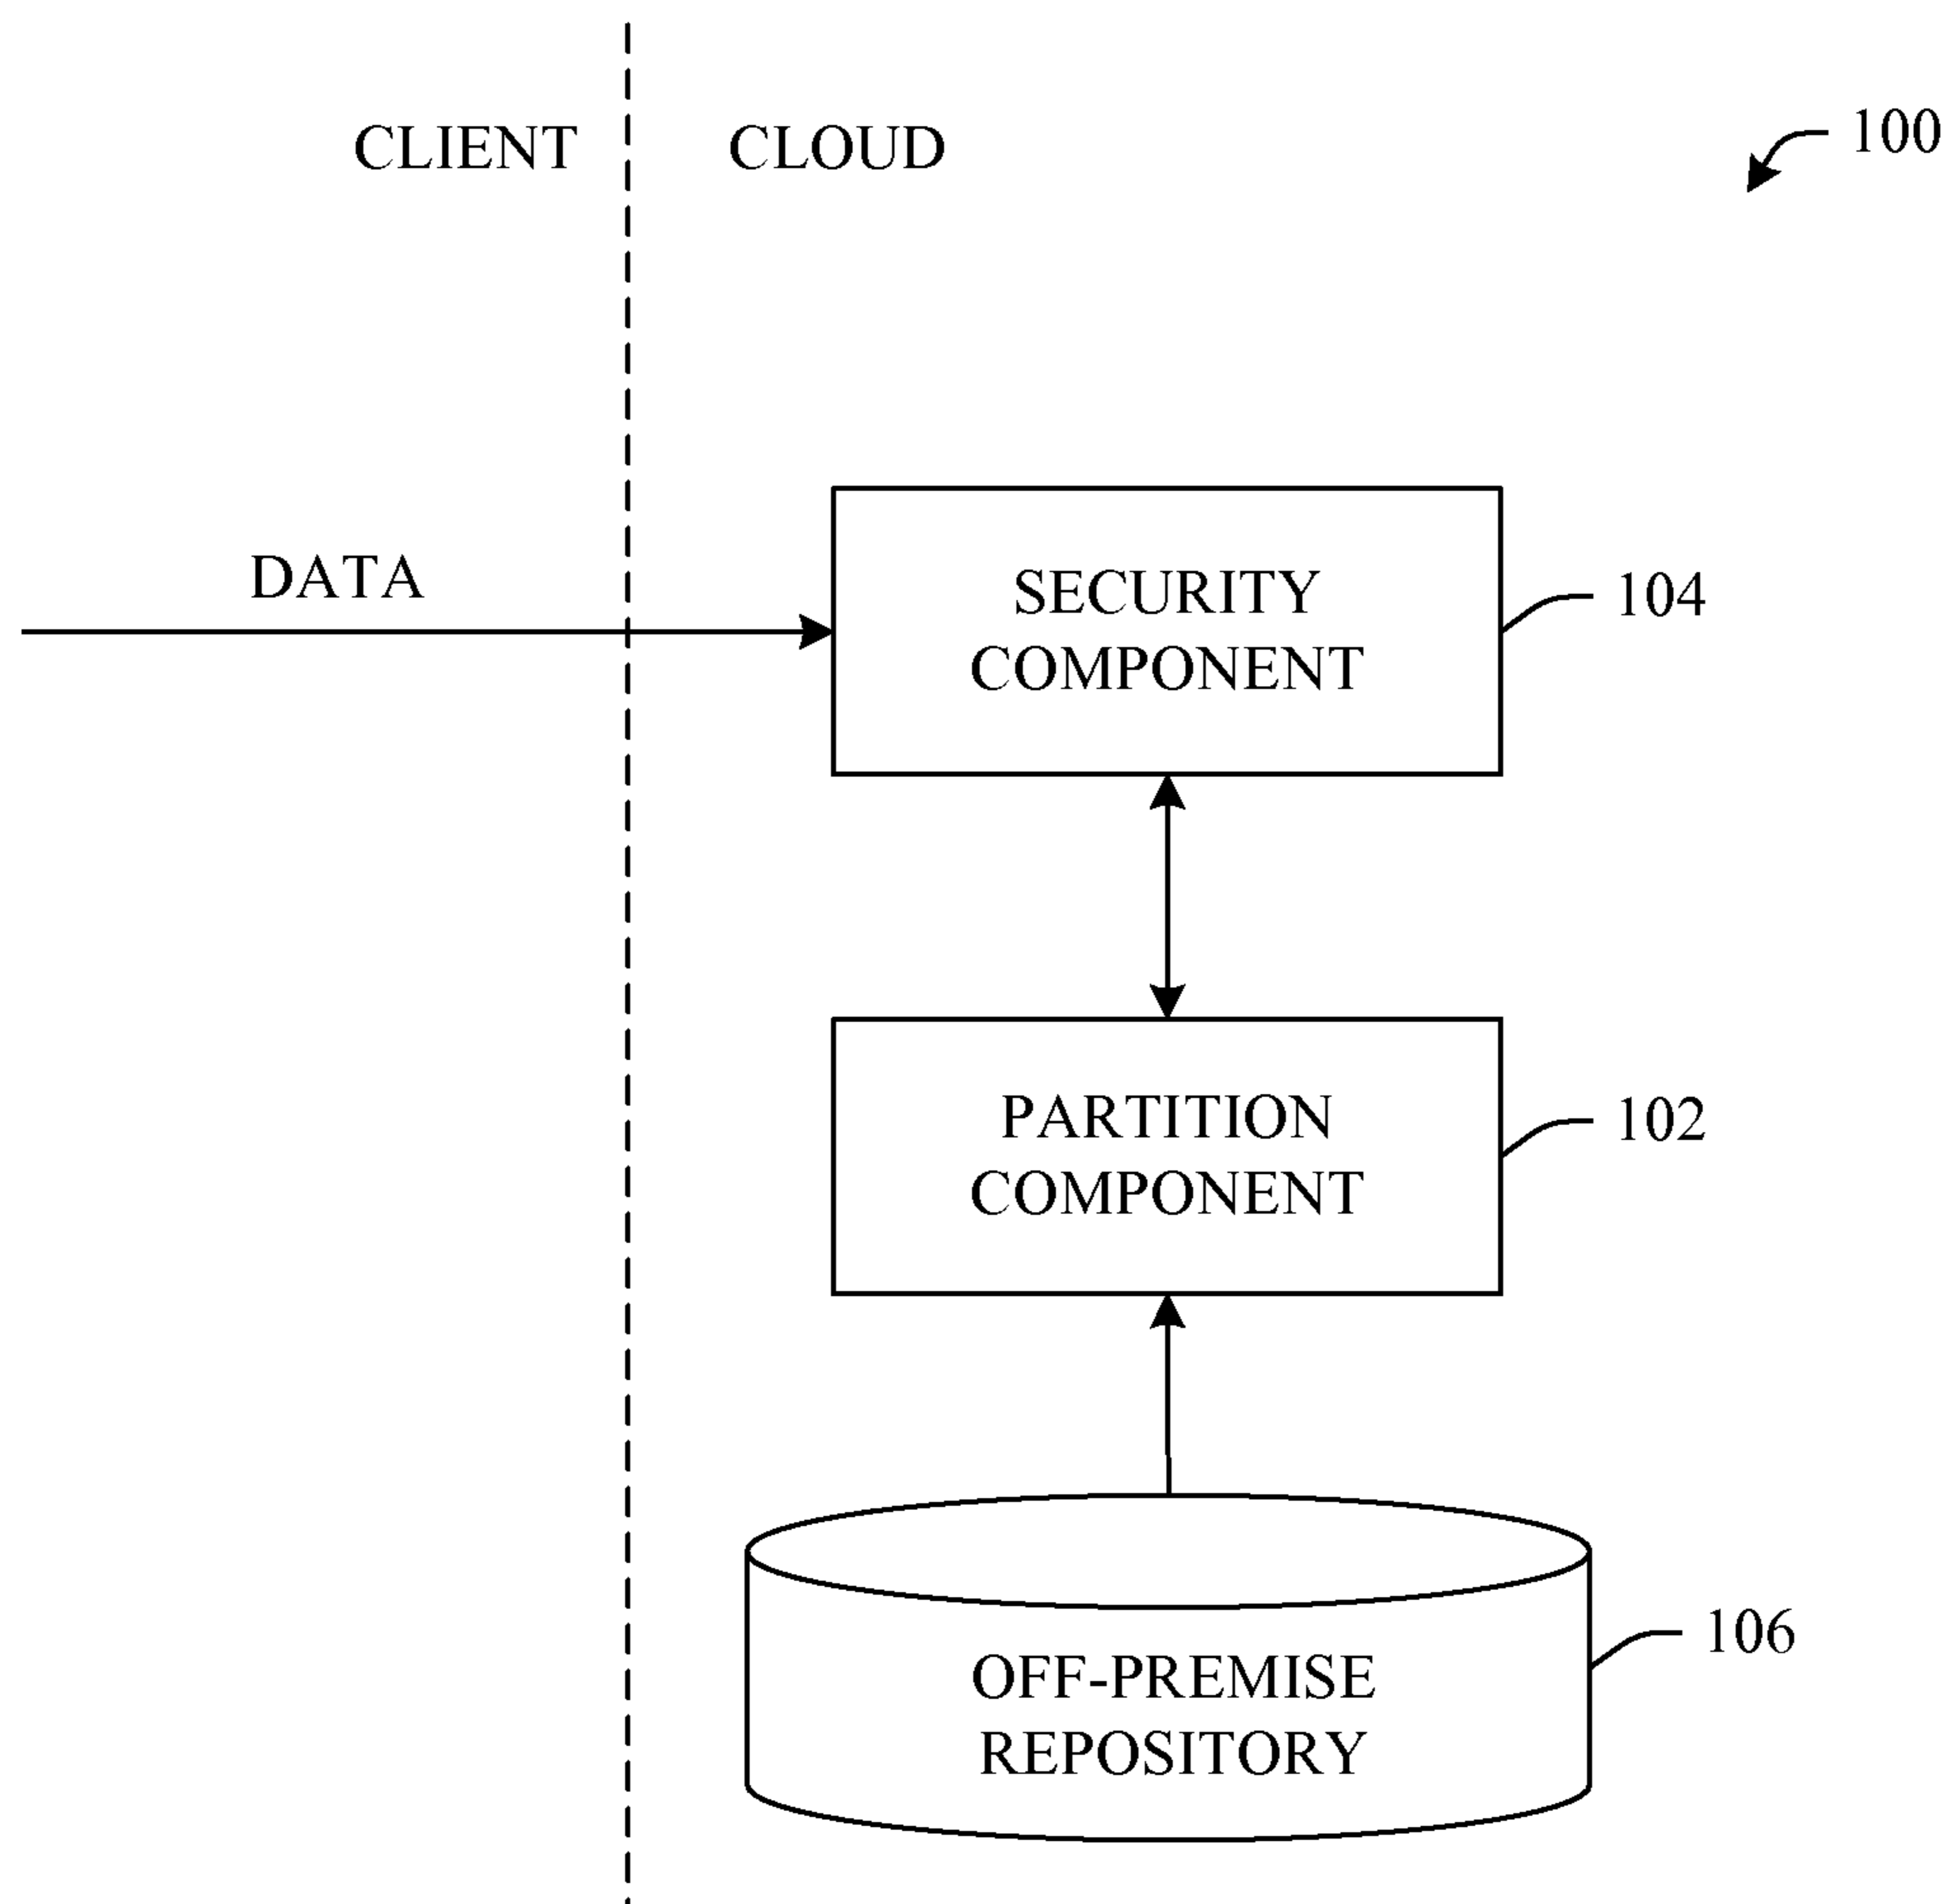 CLIENT
CLOUD
100
DATA
SECURITY
COMPONENT
104
PARTITION
COMPONENT
102
OFF-PREMISE
REPOSITORY
106